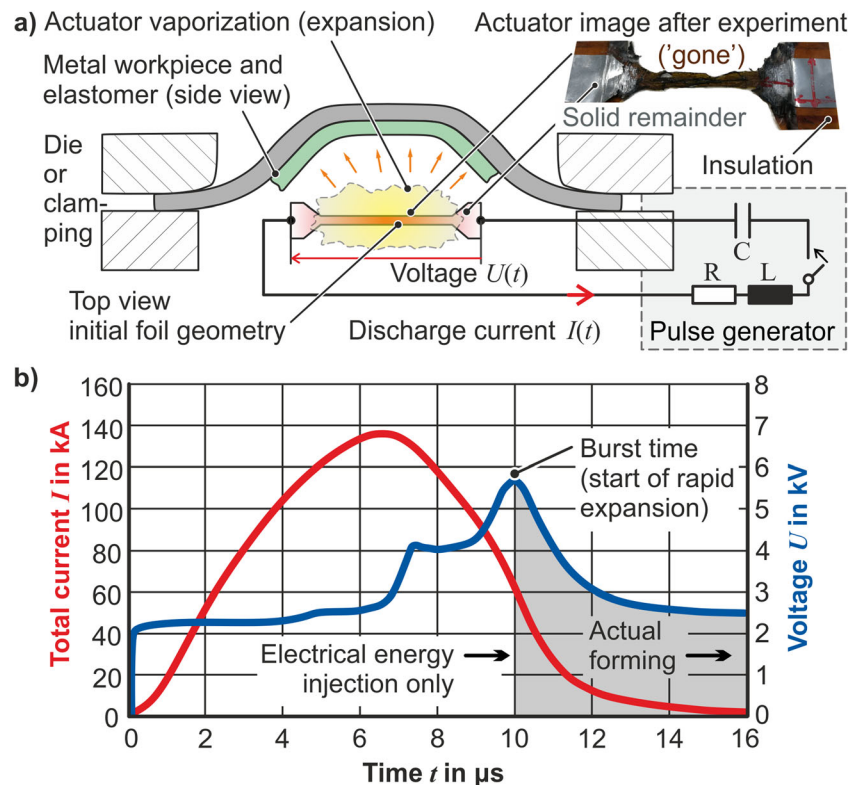 a)
Actuator vaporization (expansion)
Actuator image after experiment
('gone')
Metal workpiece and
elastomer (side view)
Solid remainder
Die
or
clam-
ping
Insulation
C
R
L
Voltage U(t)
Top view
initial foil geometry
Discharge current I(t)
Pulse generator
b)
160
140
120
100
80
60
40
20
0
Total current I in kA
8
7
6
5
4
3
2
1
0
Voltage U in kV
Burst time
(start of rapid
expansion)
Electrical energy
injection only
Actual
forming
0 2 4 6 8 10 12 14 16
Time t in µs